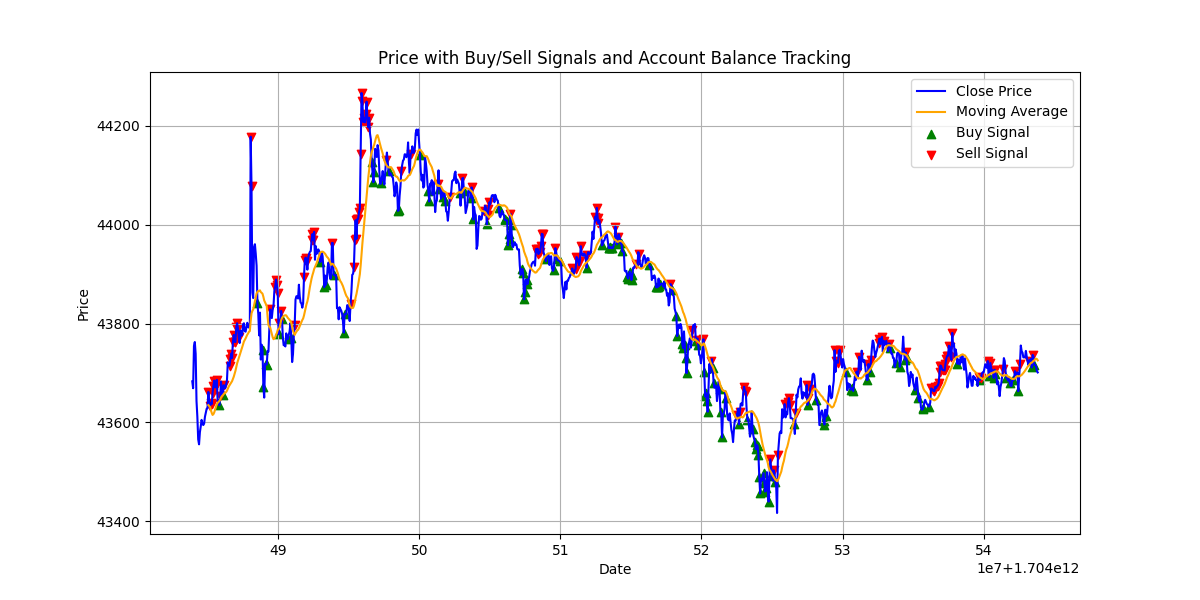 Price with Buy/Sell Signals and Account Balance Tracking
Close Price
Moving Average
Buy Signal
Sell Signal
Price
44200
44000
43800
43600
43400
49 50 51 52 53 54
Date
1e7+1.704e12